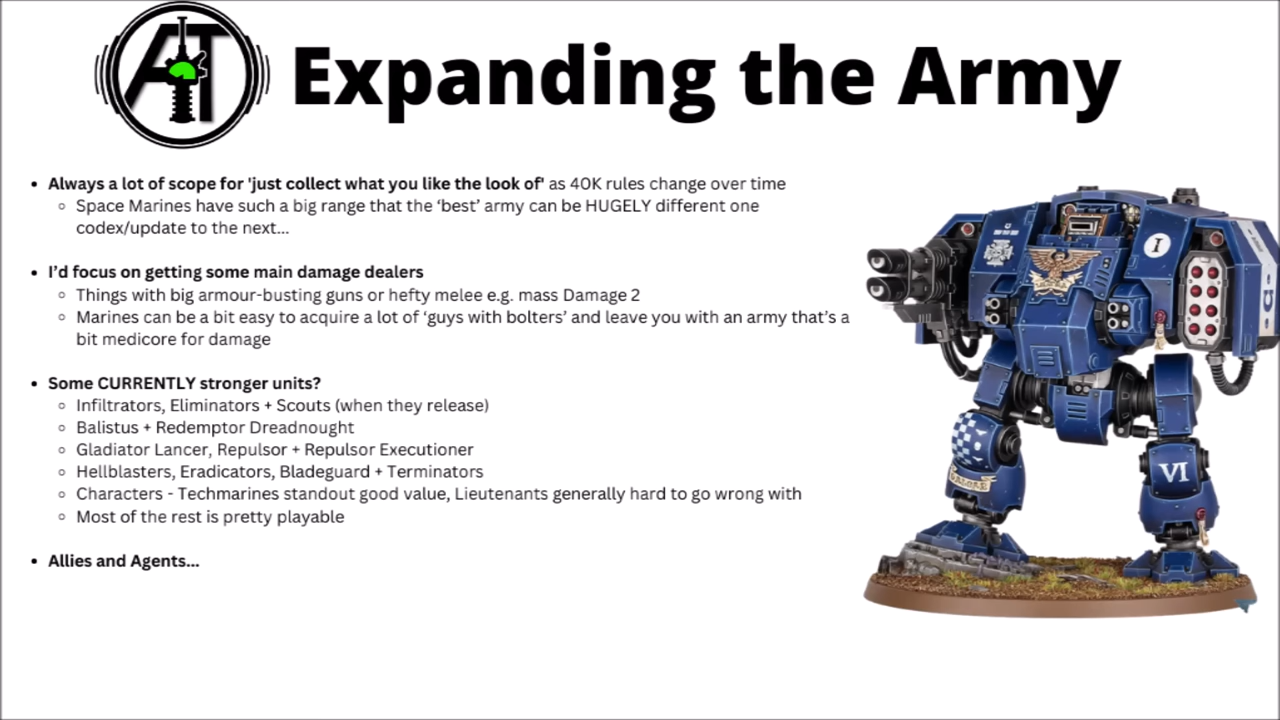 AT
Expanding the Army
• Always a lot of scope for 'just collect what you like the look of' as 40K rules change over time
◦ Space Marines have such a big range that the ‘best’ army can be HUGELY different one
codex/update to the next...
• I’d focus on getting some main damage dealers
◦ Things with big armour-busting guns or hefty melee e.g. mass Damage 2
◦ Marines can be a bit easy to acquire a lot of ‘guys with bolters’ and leave you with an army that’s a
bit medicore for damage
• Some CURRENTLY stronger units?
◦ Infiltrators, Eliminators + Scouts (when they release)
◦ Balistus + Redemptor Dreadnought
◦ Gladiator Lancer, Repulsor + Repulsor Executioner
◦ Hellblasters, Eradicators, Bladeguard + Terminators
◦ Characters - Techmarines standout good value, Lieutenants generally hard to go wrong with
◦ Most of the rest is pretty playable
• Allies and Agents...
I
VI